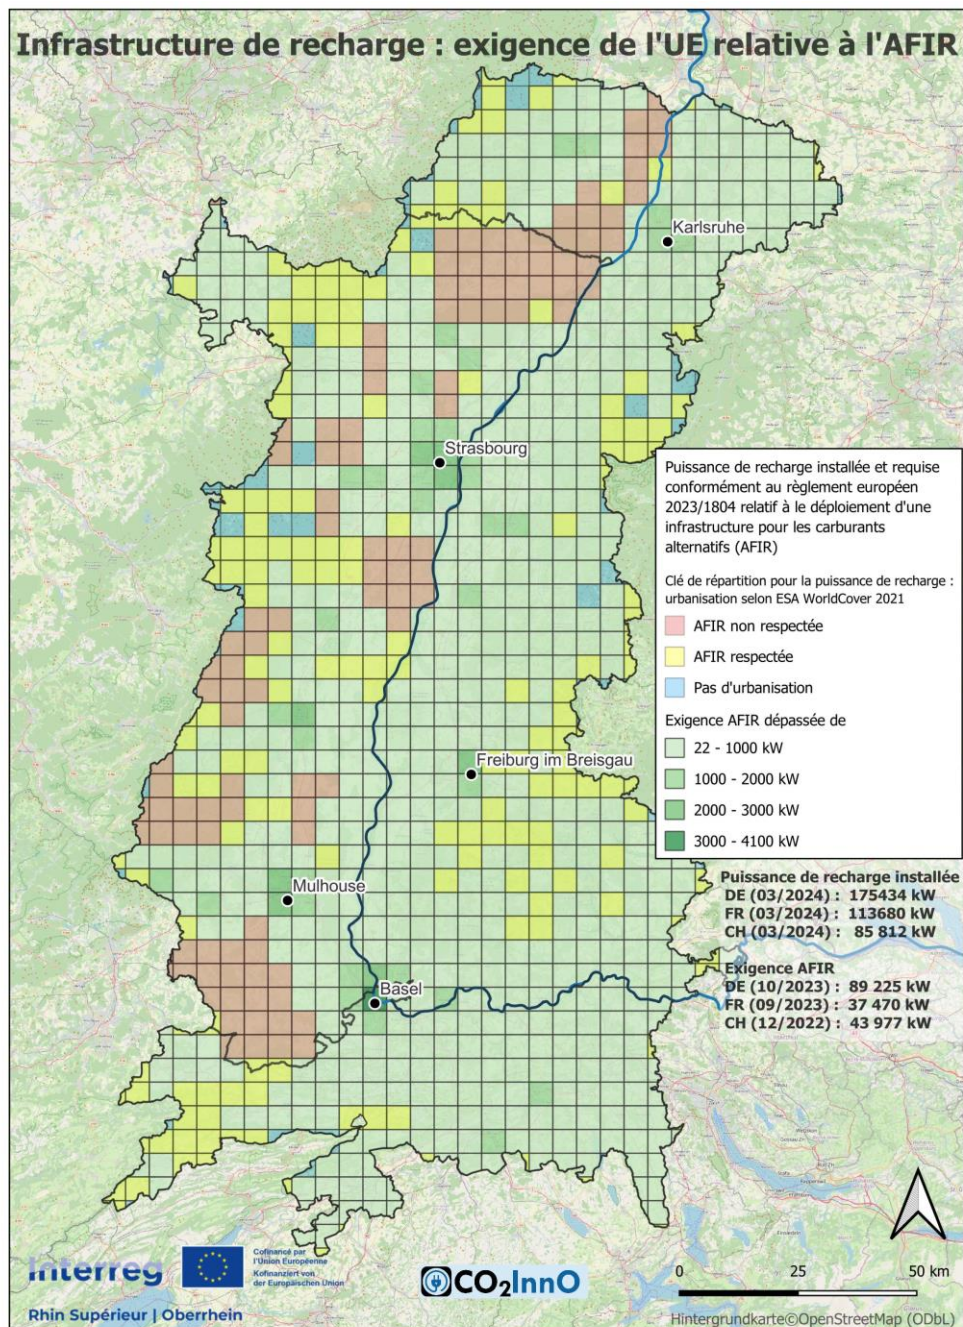 Infrastructure de recharge : exigence de l'UE relative à l'AFIR
Karlsruhe
Strasbourg
Puissance de recharge installée et requise
conformément au règlement européen
2023/1804 relatif à le déploiement d'une
infrastructure pour les carburants
alternatifs (AFIR)
Clé de répartition pour la puissance de recharge :
urbanisation selon ESA WorldCover 2021
AFIR non respectée
AFIR respectée
Pas d'urbanisation
Exigence AFIR dépassée de
22 - 1000 kW
1000 - 2000 kW
2000 - 3000 kW
3000 - 4100 kW
Freiburg im Breisgau
Mulhouse
Basel
Puissance de recharge installée
DE (03/2024) : 175434 kW
FR (03/2024) : 113680 kW
CH (03/2024) : 85 812 kW
Exigence AFIR
DE (10/2023) : 89 225 kW
FR (09/2023) : 37 470 kW
CH (12/2022) : 43 977 kW
Interreg
Cofinancé par
l'Union Européenne
Kofinanziert von
der Europäischen Union
Rhin Supérieur | Oberrhein
CO2InnO
0 25 50 km
Hintergrundkarte©OpenStreetMap (ODbL)